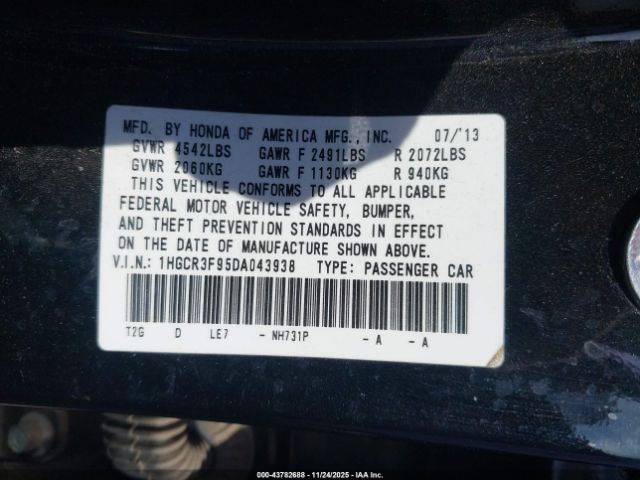 MFD. BY HONDA OF AMERICA MFG., INC. 07/'13
GVWR 4542LBS GAWR F 2491LBS R 2072LBS
GVWR 2060KG GAWR F 1130KG R 940KG
THIS VEHICLE CONFORMS TO ALL APPLICABLE
FEDERAL MOTOR VEHICLE SAFETY, BUMPER,
AND THEFT PREVENTION STANDARDS IN EFFECT
ON THE DATE OF MANUFACTURE SHOWN ABOVE.
V.I.N.: 1HGCR3F95DA043938 TYPE: PASSENGER CAR
T2G D LE7 - NH731P - A - A
000-43782688 - 11/24/2025 - IAA Inc.